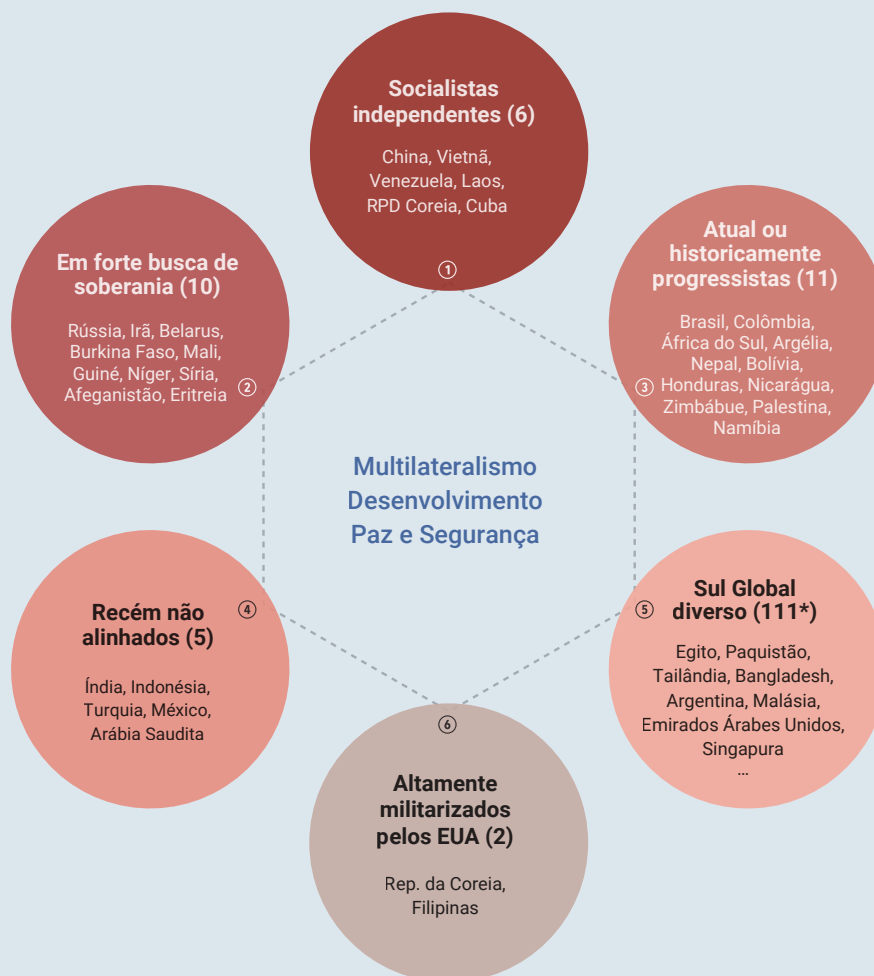 Socialistas
independentes (6)
China, Vietnã,
Venezuela, Laos,
RPD Coreia, Cuba
①
Em forte busca de
soberania (10)
Rússia, Irã, Belarus,
Burkina Faso, Mali,
Guiné, Níger, Síria,
Afeganistão, Eritreia
②
Atual ou
historicamente
progressistas (11)
Brasil, Colômbia,
África do Sul, Argélia,
Nepal, Bolívia,
Honduras, Nicarágua,
Zimbábue, Palestina,
Namíbia
③
Multilateralismo
Desenvolvimento
Paz e Segurança
Recém não
alinhados (5)
Índia, Indonésia,
Turquia, México,
Arábia Saudita
④
Sul Global
diverso (111*)
Egito, Paquistão,
Tailândia, Bangladesh,
Argentina, Malásia,
Emirados Árabes Unidos,
Singapura
...
⑤
⑥
Altamente
militarizados
pelos EUA (2)
Rep. da Coreia,
Filipinas